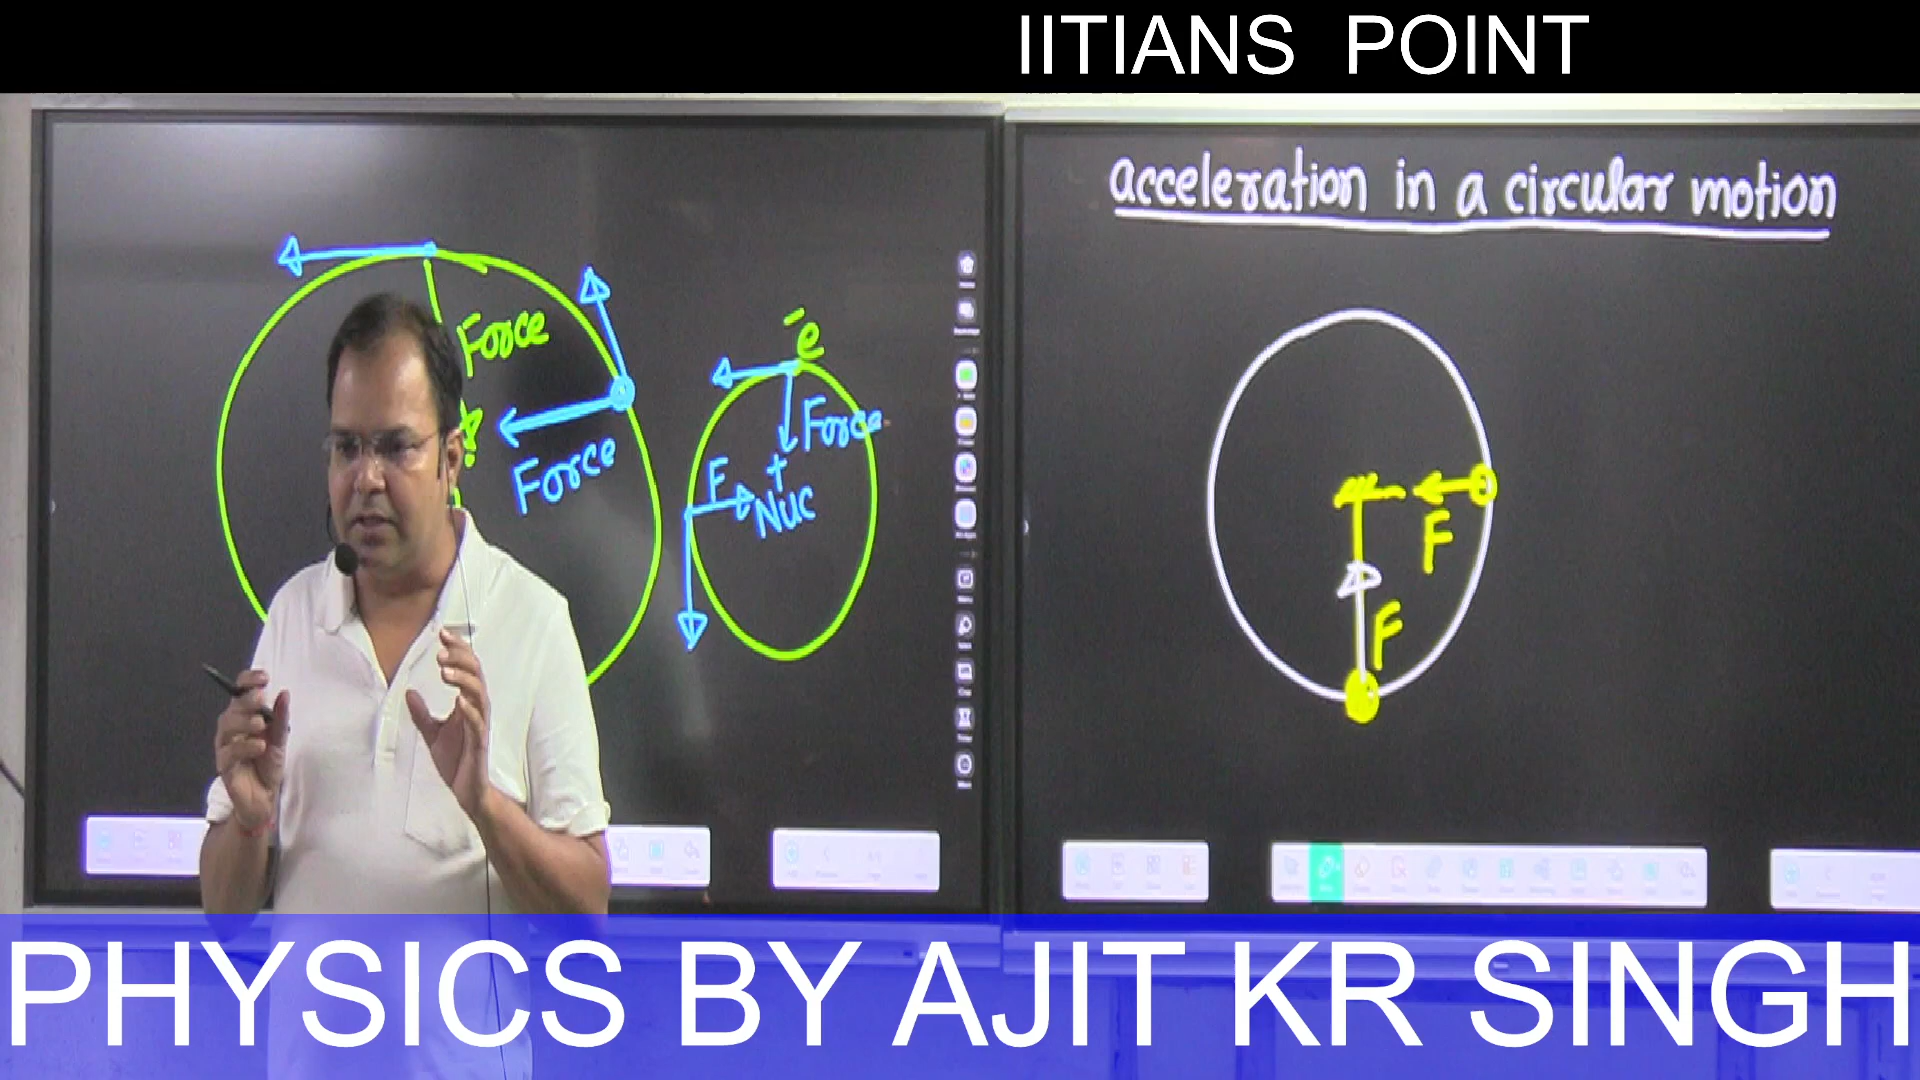 IITIANS POINT
acceleration in a circular motion
Force
Force
-e
Force
F
+
Nuc
F
F
PHYSICS BY AJIT KR SINGH